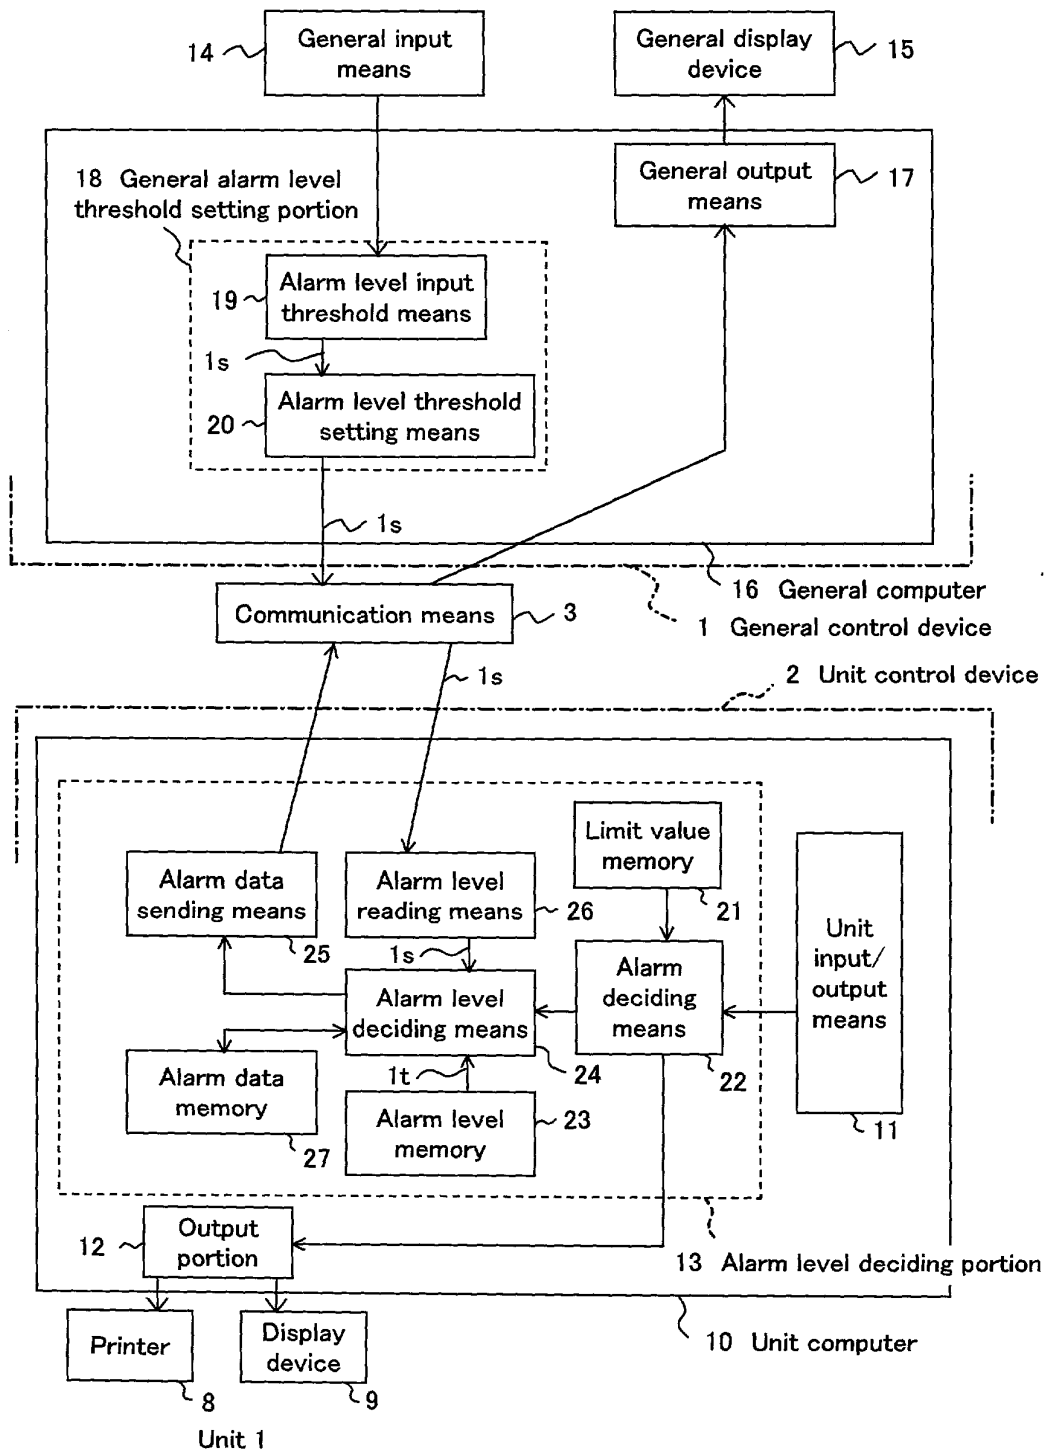 14
General input
means
General display
device
15
18 General alarm level
threshold setting portion
General output
means
17
19
Alarm level input
threshold means
1s
20
Alarm level threshold
setting means
1s
16 General computer
Communication means
3
1 General control device
1s
2 Unit control device
Limit value
memory
21
Alarm data
sending means
25
Alarm level
reading means
26
1s
Unit
input/
output
means
11
Alarm
deciding
means
22
Alarm level
deciding means
24
Alarm data
memory
27
1t
Alarm level
memory
23
12
Output
portion
13 Alarm level deciding portion
Printer
8
Display
device
9
10 Unit computer
Unit 1